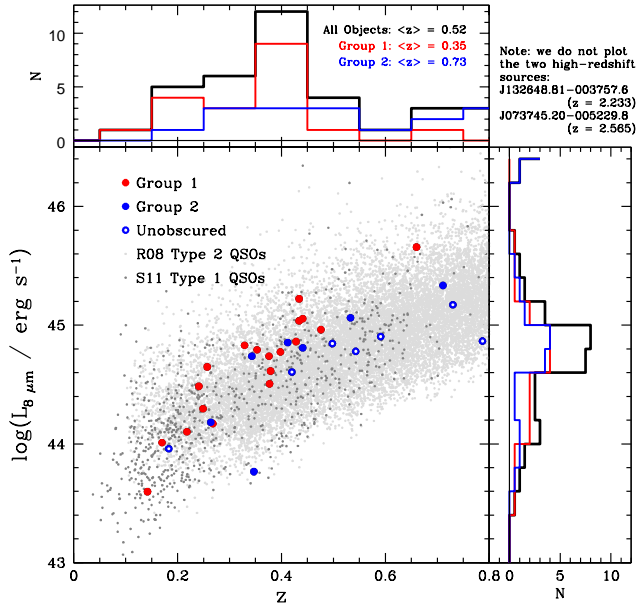 10
5
0
N
All Objects: <z> = 0.52
Group 1: <z> = 0.35
Group 2: <z> = 0.73
Note: we do not plot
the two high-redshift
sources:
J132648.81-003757.6
(z = 2.233)
J073745.20-005229.8
(z = 2.565)
Group 1
Group 2
Unobscured
R08 Type 2 QSOs
S11 Type 1 QSOs
46
45
44
43
log(L8 μm / erg s−1)
0
0.2
0.4
0.6
0.8
z
0
5
10
N